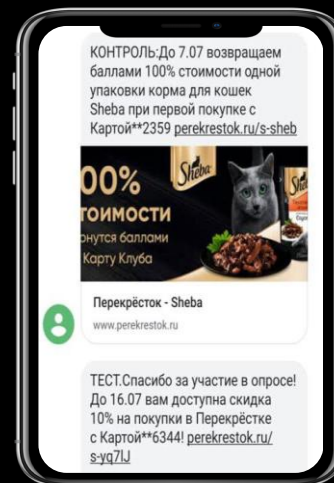 КОНТРОЛЬ:До 7.07 возвращаем
баллами 100% стоимости одной
упаковки корма для кошек
Sheba при первой покупке с
Картой**2359 perekrestok.ru/s-sheb
Sheba
Sheba
00%
тоимости
рнутся баллами
Карту Клуба
Перекрёсток - Sheba
www.perekrestok.ru
ТЕСТ.Спасибо за участие в опросе!
До 16.07 вам доступна скидка
10% на покупки в Перекрёстке
с Картой**6344! perekrestok.ru/
s-yq7lJ